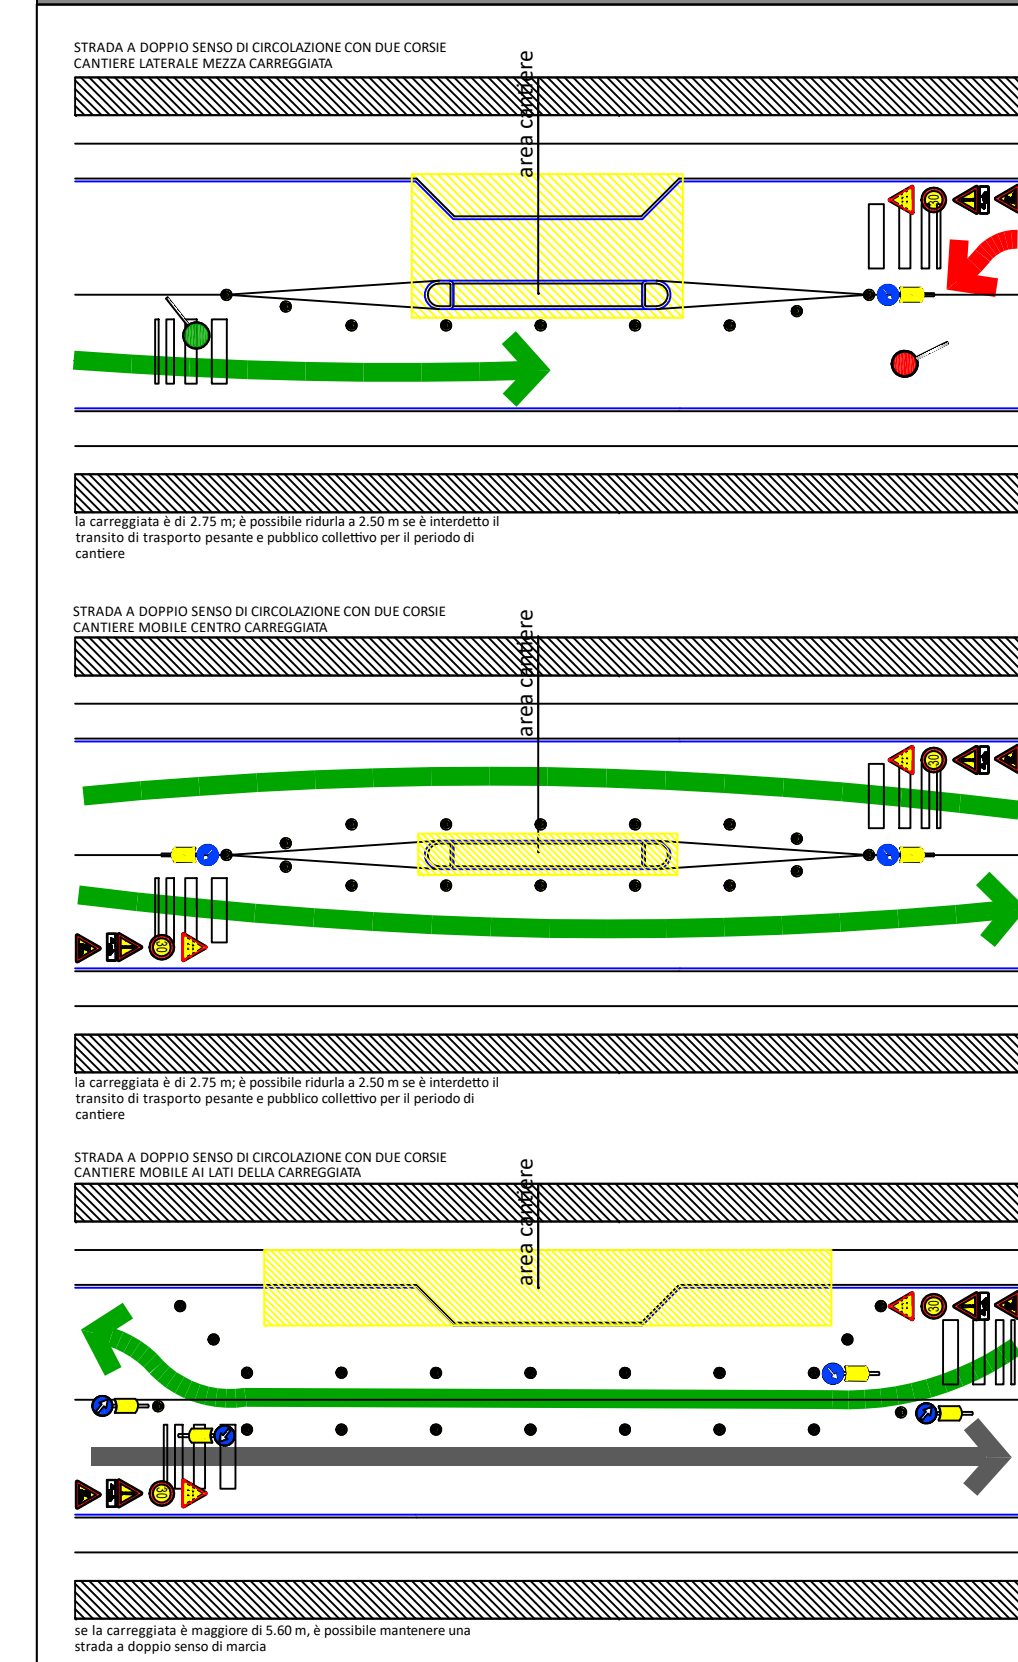 STRADA A DOPPIO SENSO DI CIRCOLAZIONE CON DUE CORSIE
CANTIERE LATERALE MEZZA CARREGGIATA
area cantiere
30
la carreggiata è di 2.75 m; è possibile ridurla a 2.50 m se è interdetto il
transito di trasporto pesante e pubblico collettivo per il periodo di
cantiere
STRADA A DOPPIO SENSO DI CIRCOLAZIONE CON DUE CORSIE
CANTIERE MOBILE CENTRO CARREGGIATA
area cantiere
30
30
la carreggiata è di 2.75 m; è possibile ridurla a 2.50 m se è interdetto il
transito di trasporto pesante e pubblico collettivo per il periodo di
cantiere
STRADA A DOPPIO SENSO DI CIRCOLAZIONE CON DUE CORSIE
CANTIERE MOBILE AI LATI DELLA CARREGGIATA
area cantiere
30
30
se la carreggiata è maggiore di 5.60 m, è possibile mantenere una
strada a doppio senso di marcia